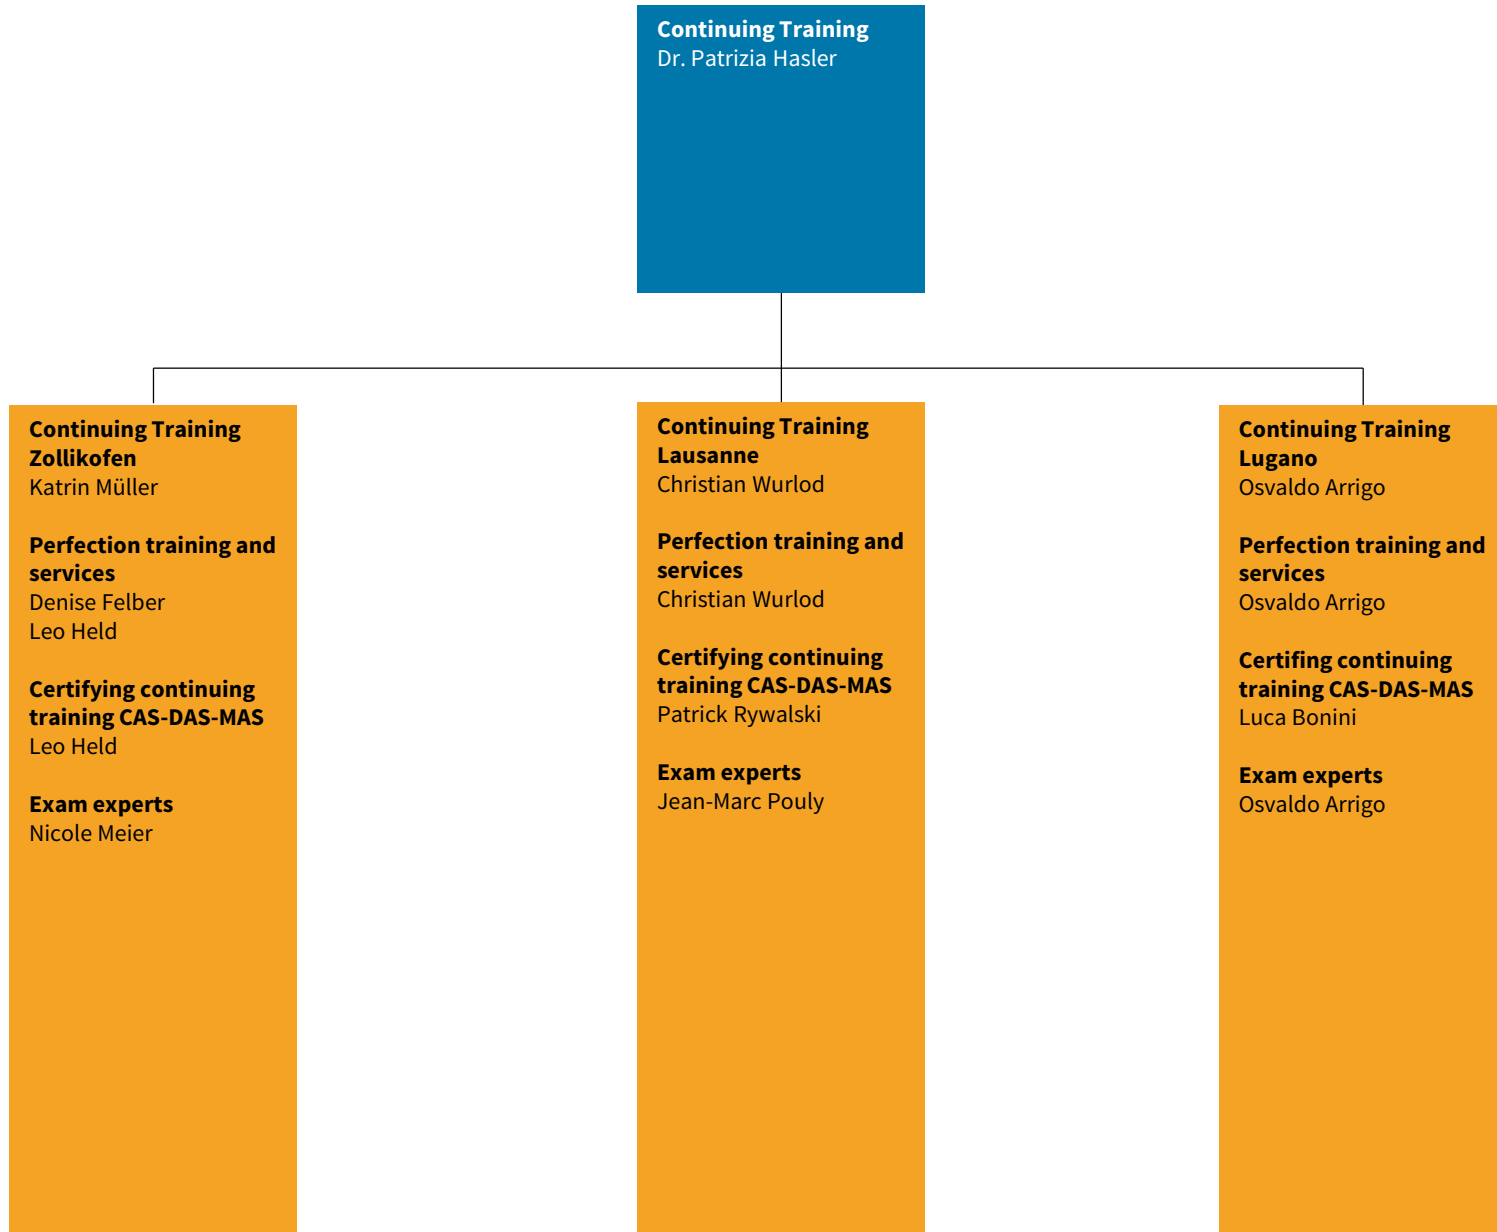 Continuing Training
Dr. Patrizia Hasler
Continuing Training
Zollikofen
Katrin Müller
Perfection training and
services
Denise Felber
Leo Held
Certifying continuing
training CAS-DAS-MAS
Leo Held
Exam experts
Nicole Meier
Continuing Training
Lausanne
Christian Wurlod
Perfection training and
services
Christian Wurlod
Certifying continuing
training CAS-DAS-MAS
Patrick Rywalski
Exam experts
Jean-Marc Pouly
Continuing Training
Lugano
Osvaldo Arrigo
Perfection training and
services
Osvaldo Arrigo
Certifing continuing
training CAS-DAS-MAS
Luca Bonini
Exam experts
Osvaldo Arrigo